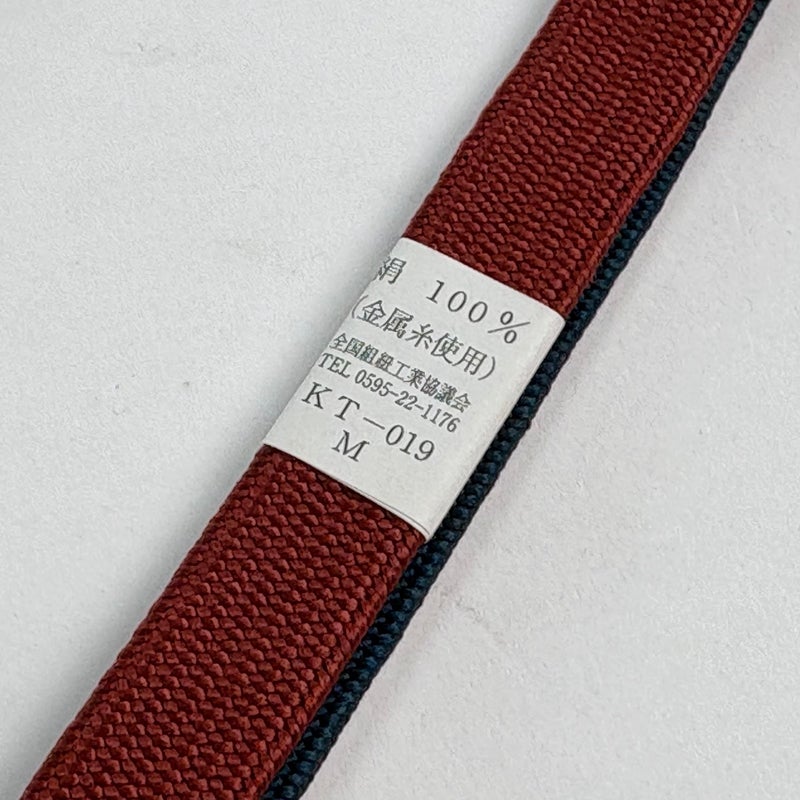 絹 100%
(金属糸使用)
全国組紐工業協議会
TEL 0595-22-1176
KT-019
M